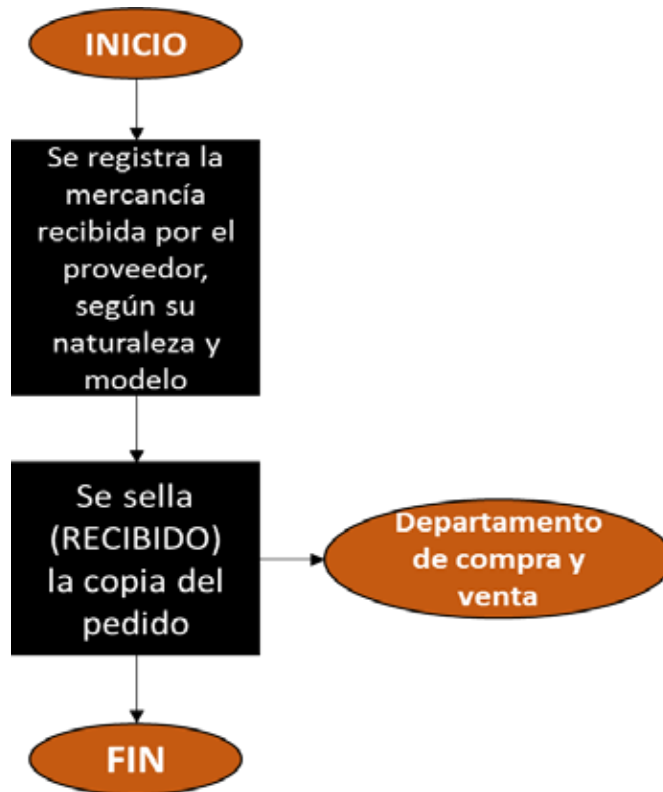 INICIO
Se registra la
mercancía
recibida por el
proveedor,
según su
naturaleza y
modelo
Se sella
(RECIBIDO)
la copia del
pedido
Departamento
de compra y
venta
FIN